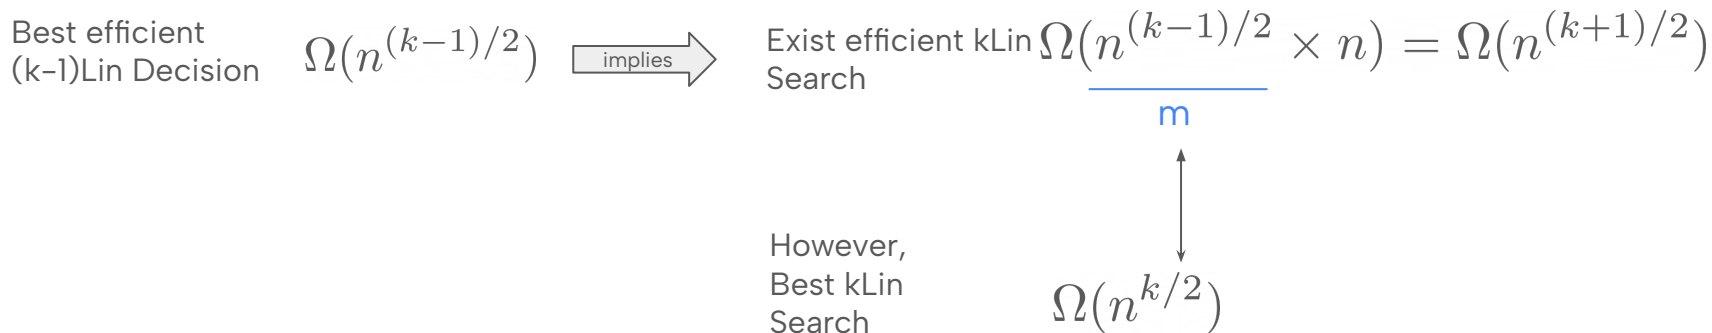 Best efficient
(k-1)Lin Decision
Ω(n^{(k−1)/2})
implies
Exist efficient kLin
Search
Ω(n^{(k−1)/2} × n) = Ω(n^{(k+1)/2})
m
However,
Best kLin
Search
Ω(n^{k/2})